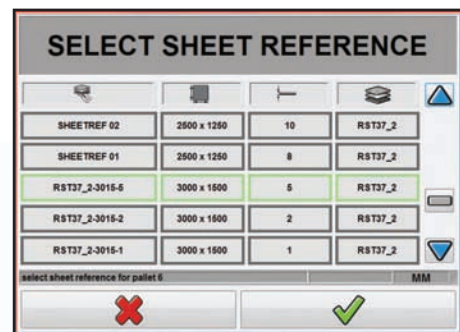 SELECT SHEET REFERENCE
SHEETREF 02 2500 x 1250 10 RST37_2
SHEETREF 01 2500 x 1250 8 RST37_2
RST37_2-3015-5 3000 x 1500 5 RST37_2
RST37_2-3015-2 3000 x 1500 2 RST37_2
RST37_2-3015-1 3000 x 1500 1 RST37_2
select sheet reference for pallet 6 MM